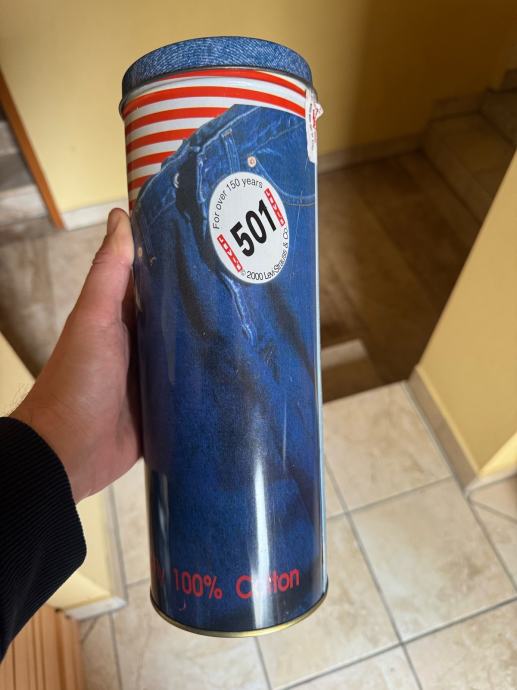 For over 150 years
501
© 2000 Levi Strauss & Co.
100% Cotton